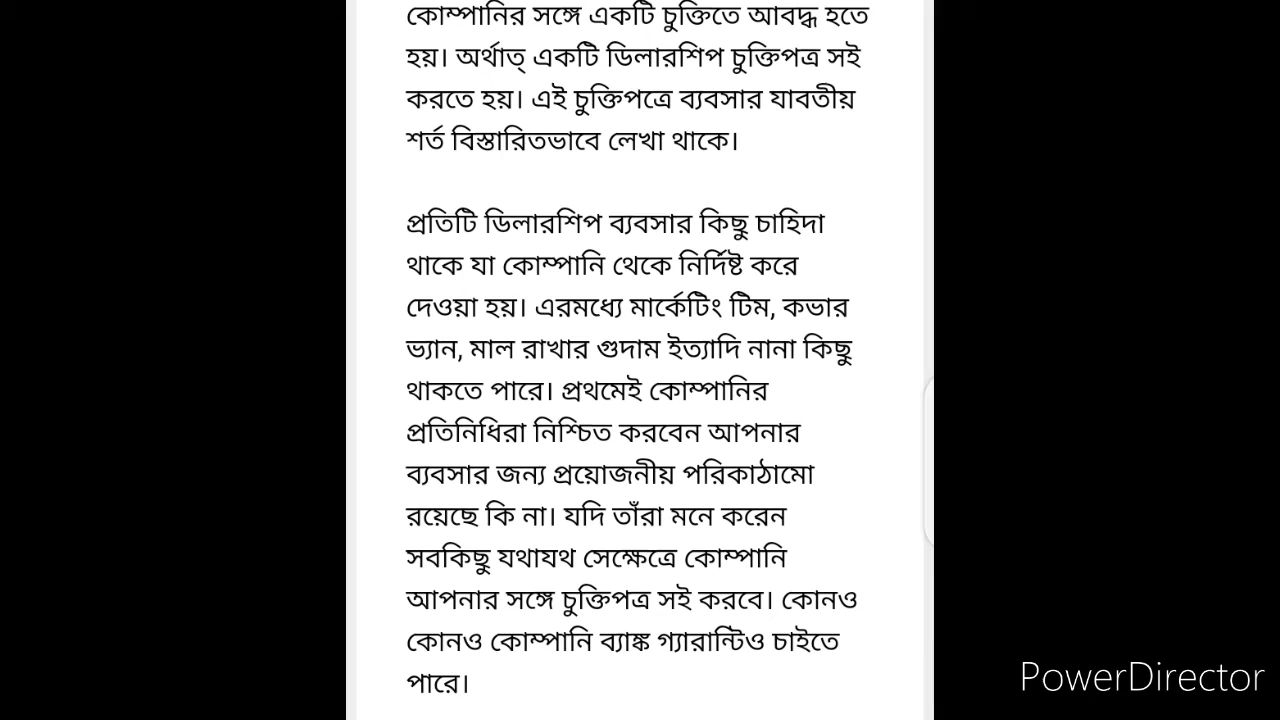 কোম্পানির সঙ্গে একটি চুক্তিতে আবদ্ধ হতে
হয়। অর্থাত্‍ একটি ডিলারশিপ চুক্তিপত্র সই
করতে হয়। এই চুক্তিপত্রে ব্যবসার যাবতীয়
শর্ত বিস্তারিতভাবে লেখা থাকে।
প্রতিটি ডিলারশিপ ব্যবসার কিছু চাহিদা
থাকে যা কোম্পানি থেকে নির্দিষ্ট করে
দেওয়া হয়। এরমধ্যে মার্কেটিং টিম, কভার
ভ্যান, মাল রাখার গুদাম ইত্যাদি নানা কিছু
থাকতে পারে। প্রথমেই কোম্পানির
প্রতিনিধিরা নিশ্চিত করবেন আপনার
ব্যবসার জন্য প্রয়োজনীয় পরিকাঠামো
রয়েছে কি না। যদি তাঁরা মনে করেন
সবকিছু যথাযথ সেক্ষেত্রে কোম্পানি
আপনার সঙ্গে চুক্তিপত্র সই করবে। কোনও
কোনও কোম্পানি ব্যাঙ্ক গ্যারান্টিও চাইতে
পারে।
PowerDirector